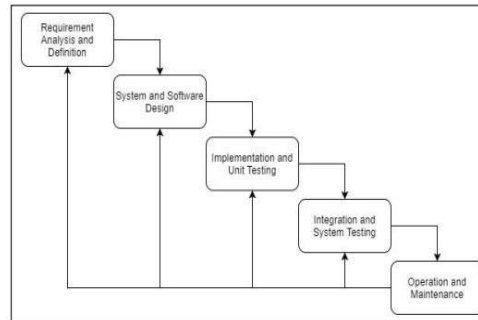 Requirement
Analysis and
Definition
System and Software
Design
Implementation and
Unit Testing
Integration and
System Testing
Operation and
Maintenance